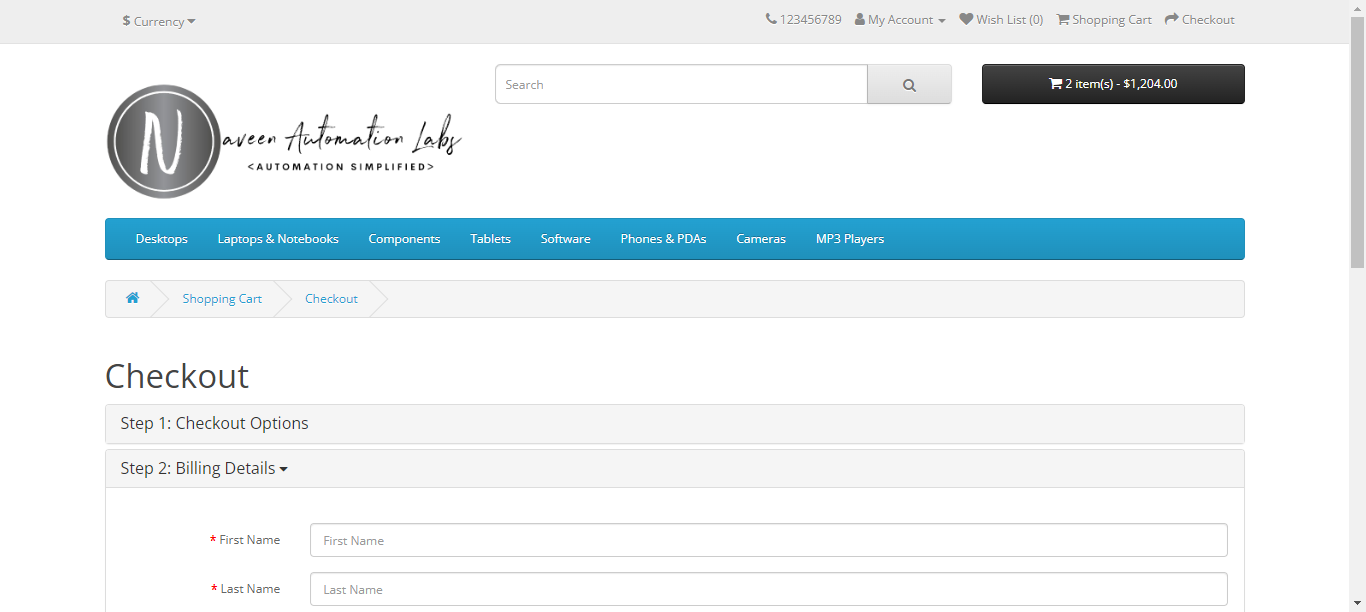 $ Currency
123456789 My Account Wish List (0) Shopping Cart Checkout
Search
2 item(s) - $1,204.00
Naveen Automation Labs
<AUTOMATION SIMPLIFIED>
Desktops Laptops & Notebooks Components Tablets Software Phones & PDAs Cameras MP3 Players
Shopping Cart Checkout
Checkout
Step 1: Checkout Options
Step 2: Billing Details
* First Name First Name
* Last Name Last Name